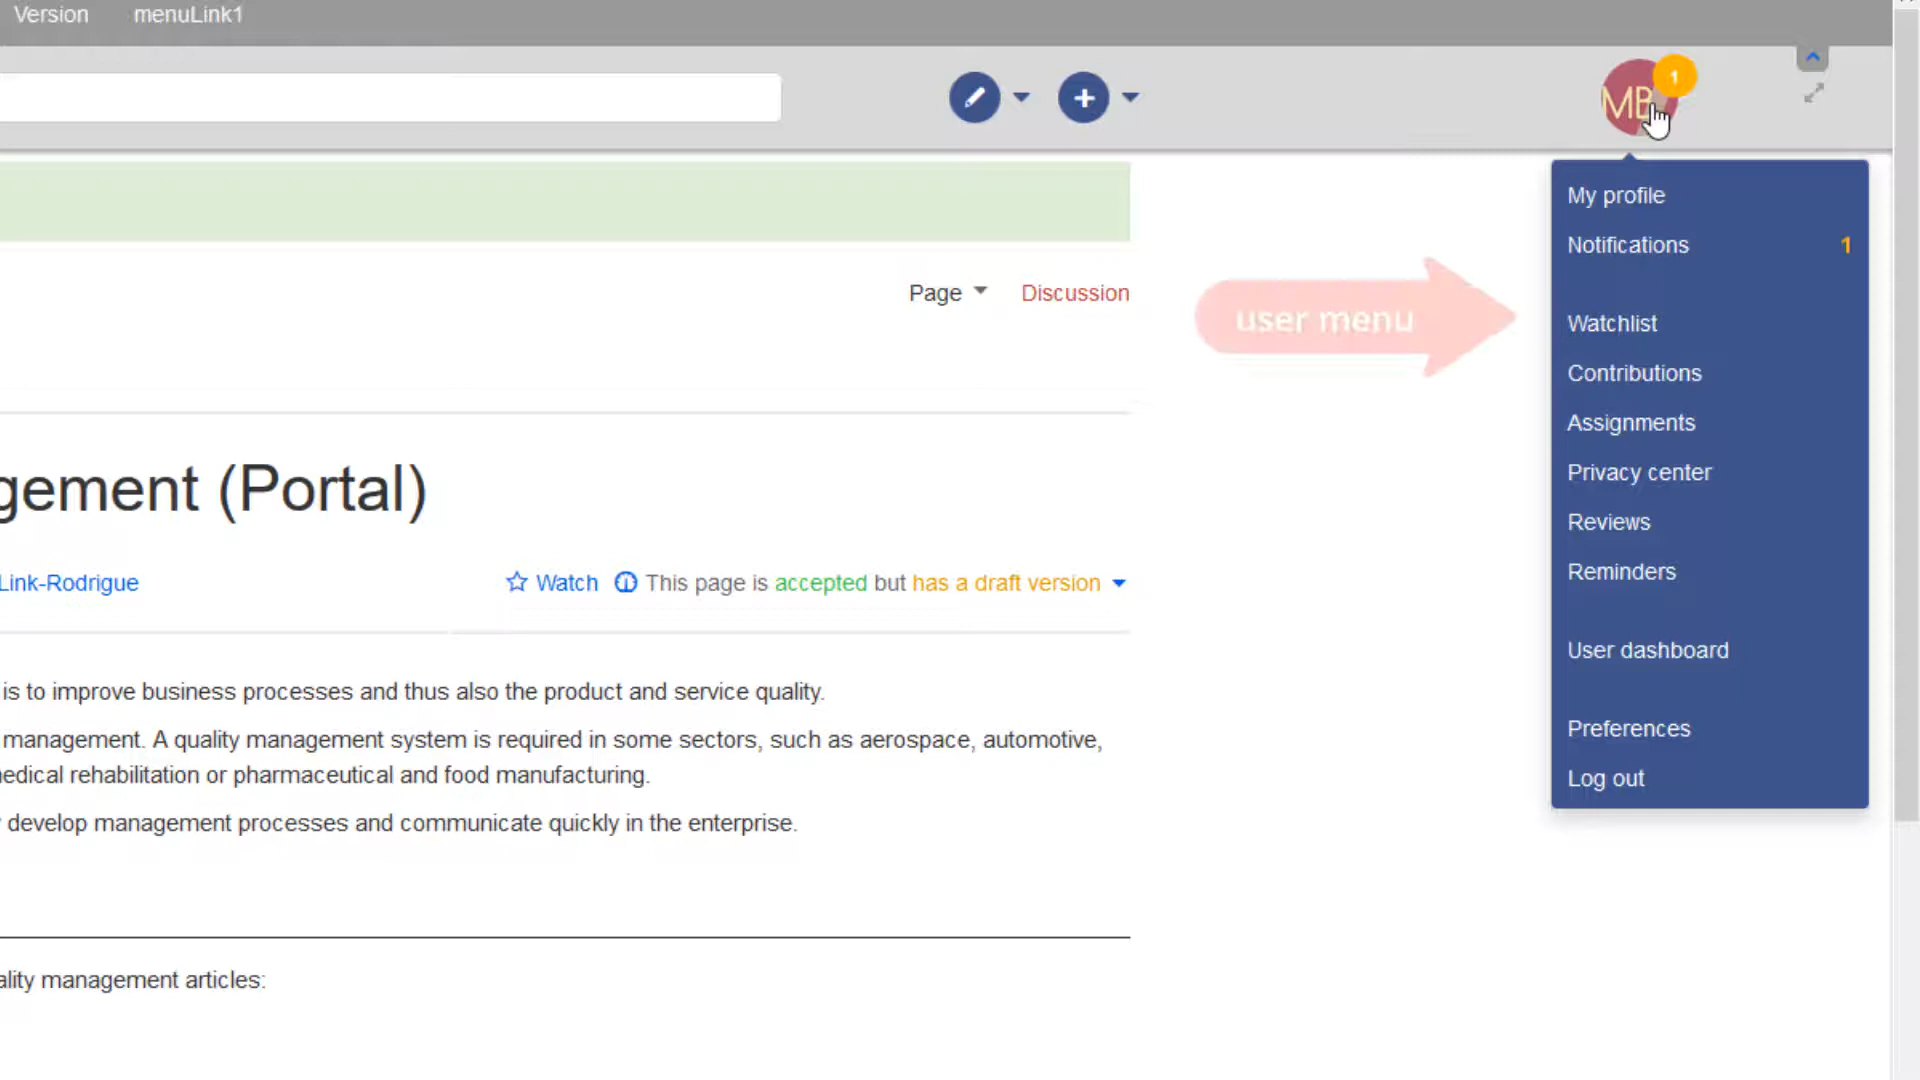 Version menuLink1
MB 1
My profile
Notifications 1
Page Discussion
user menu
Watchlist
Contributions
Assignments
Privacy center
Reviews
Reminders
User dashboard
Preferences
Log out
gement (Portal)
Link-Rodrigue
Watch This page is accepted but has a draft version
is to improve business processes and thus also the product and service quality.
management. A quality management system is required in some sectors, such as aerospace, automotive,
medical rehabilitation or pharmaceutical and food manufacturing.
develop management processes and communicate quickly in the enterprise.
ality management articles: